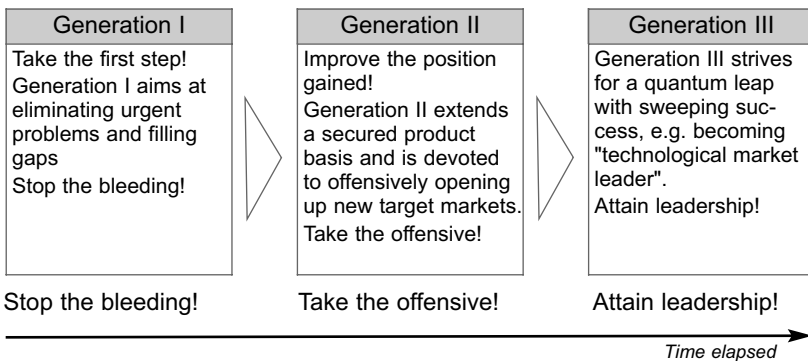 Generation I
Take the first step!
Generation I aims at
eliminating urgent
problems and filling
gaps
Stop the bleeding!
Generation II
Improve the position
gained!
Generation II extends
a secured product
basis and is devoted
to offensively opening
up new target markets.
Take the offensive!
Generation III
Generation III strives
for a quantum leap
with sweeping suc-
cess, e.g. becoming
"technological market
leader".
Attain leadership!
Stop the bleeding!
Take the offensive!
Attain leadership!
Time elapsed